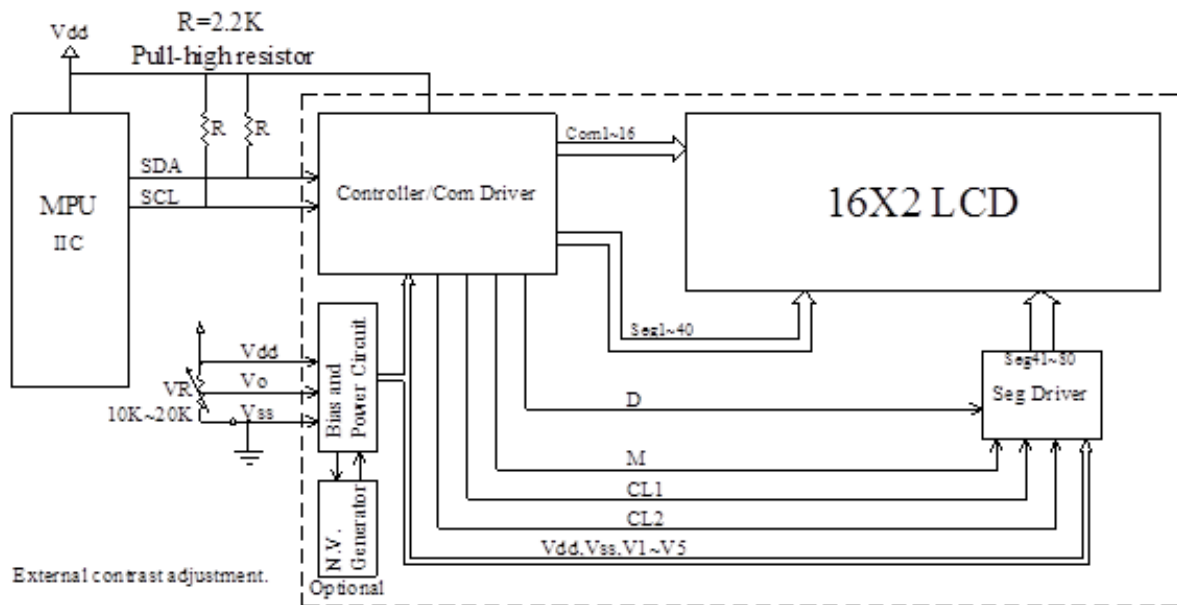 Vdd
R=2.2K
Pull-high resistor
R
R
SDA
SCL
MPU
IIC
Controller/Com Driver
Com1~16
16X2 LCD
Seg1~40
Seg41~80
Seg Driver
Vdd
VR
Vo
10K~20K
Vss
Bias and
Power Circuit
D
M
CL1
CL2
Vdd,Vss,V1~V5
N.V.
Generator
Optional
External contrast adjustment.